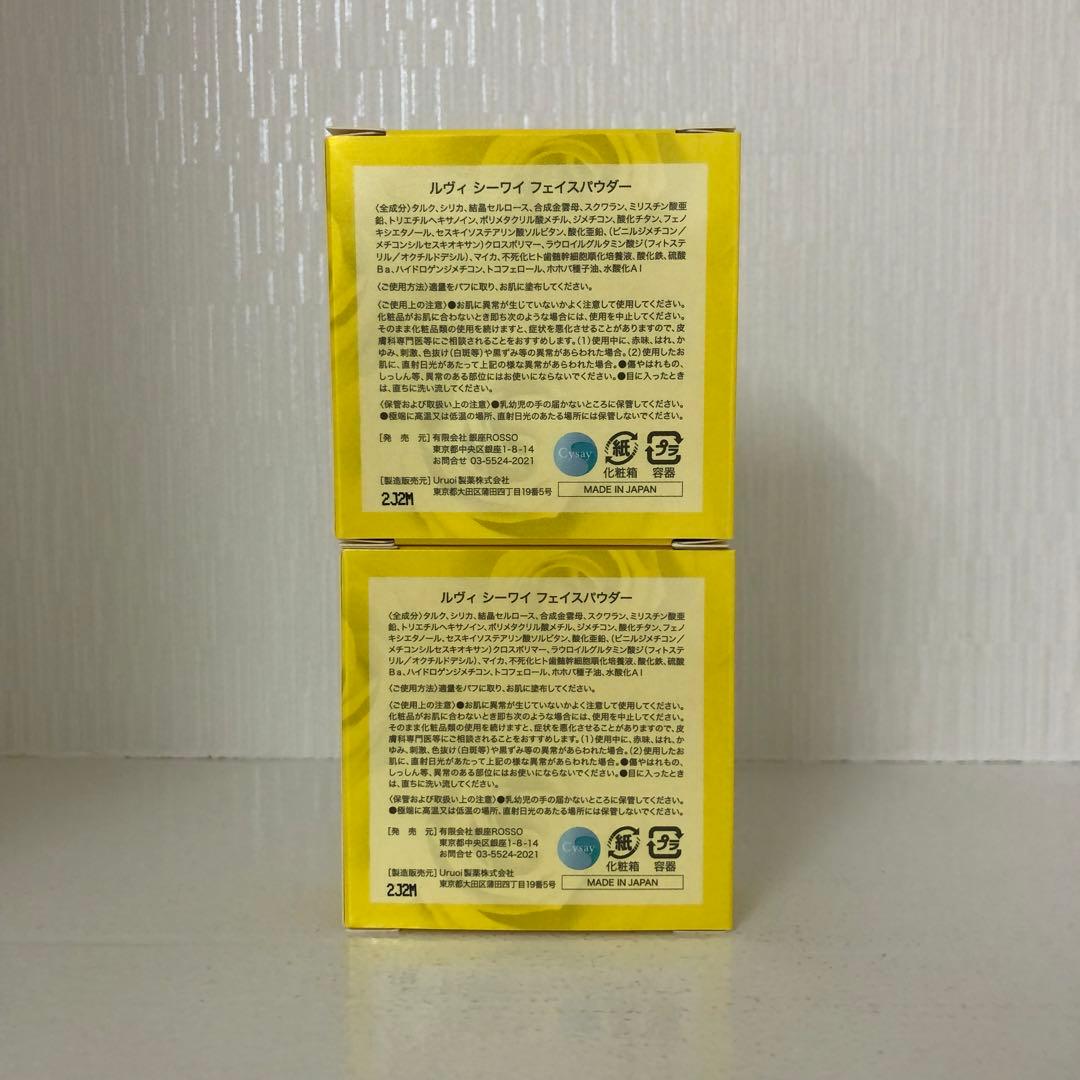 ルヴィ シーワイ フェイスパウダー
〈全成分〉タルク、シリカ、結晶セルロース、合成金雲母、スクワラン、ミリスチン酸亜
鉛、トリエチルヘキサノイン、ポリメタクリル酸メチル、ジメチコン、酸化チタン、フェノ
キシエタノール、セスキイソステアリン酸ソルビタン、酸化亜鉛、(ビニルジメチコン／
メチコンシルセスキオキサン)クロスポリマー、ラウロイルグルタミン酸ジ(フィトステ
リル／オクチルドデシル)、マイカ、不死化ヒト歯髄幹細胞順化培養液、酸化鉄、硫酸
Ba、ハイドロゲンジメチコン、トコフェロール、ホホバ種子油、水酸化Al
〈ご使用方法〉適量をパフに取り、お肌に塗布してください。
〈ご使用上の注意〉●お肌に異常が生じていないかよく注意して使用してください。
化粧品がお肌に合わないとき即ち次のような場合には、使用を中止してください。
そのまま化粧品類の使用を続けますと、症状を悪化させることがありますので、皮
膚科専門医等にご相談されることをおすすめします。(1)使用中に、赤味、はれ、か
ゆみ、刺激、色抜け(白斑等)や黒ずみ等の異常があらわれた場合。(2)使用したお
肌に、直射日光があたって上記の様な異常があらわれた場合。●傷やはれもの、
しっしん等、異常のある部位にはお使いにならないでください。●目に入ったとき
は、直ちに洗い流してください。
〈保管および取扱い上の注意〉●乳幼児の手の届かないところに保管してください。
●極端に高温又は低温の場所、直射日光のあたる場所には保管しないでください。
[発 売 元]有限会社 銀座ROSSO
東京都中央区銀座1-8-14
お問合せ 03-5524-2021
[製造販売元]Uruoi製薬株式会社
東京都大田区蒲田四丁目19番5号
2J2M
Cysay
紙
化粧箱
プラ
容器
MADE IN JAPAN
ルヴィ シーワイ フェイスパウダー
〈全成分〉タルク、シリカ、結晶セルロース、合成金雲母、スクワラン、ミリスチン酸亜
鉛、トリエチルヘキサノイン、ポリメタクリル酸メチル、ジメチコン、酸化チタン、フェノ
キシエタノール、セスキイソステアリン酸ソルビタン、酸化亜鉛、(ビニルジメチコン／
メチコンシルセスキオキサン)クロスポリマー、ラウロイルグルタミン酸ジ(フィトステ
リル／オクチルドデシル)、マイカ、不死化ヒト歯髄幹細胞順化培養液、酸化鉄、硫酸
Ba、ハイドロゲンジメチコン、トコフェロール、ホホバ種子油、水酸化Al
〈ご使用方法〉適量をパフに取り、お肌に塗布してください。
〈ご使用上の注意〉●お肌に異常が生じていないかよく注意して使用してください。
化粧品がお肌に合わないとき即ち次のような場合には、使用を中止してください。
そのまま化粧品類の使用を続けますと、症状を悪化させることがありますので、皮
膚科専門医等にご相談されることをおすすめします。(1)使用中に、赤味、はれ、か
ゆみ、刺激、色抜け(白斑等)や黒ずみ等の異常があらわれた場合。(2)使用したお
肌に、直射日光があたって上記の様な異常があらわれた場合。●傷やはれもの、
しっしん等、異常のある部位にはお使いにならないでください。●目に入ったとき
は、直ちに洗い流してください。
〈保管および取扱い上の注意〉●乳幼児の手の届かないところに保管してください。
●極端に高温又は低温の場所、直射日光のあたる場所には保管しないでください。
[発 売 元]有限会社 銀座ROSSO
東京都中央区銀座1-8-14
お問合せ 03-5524-2021
[製造販売元]Uruoi製薬株式会社
東京都大田区蒲田四丁目19番5号
2J2M
Cysay
紙
化粧箱
プラ
容器
MADE IN JAPAN